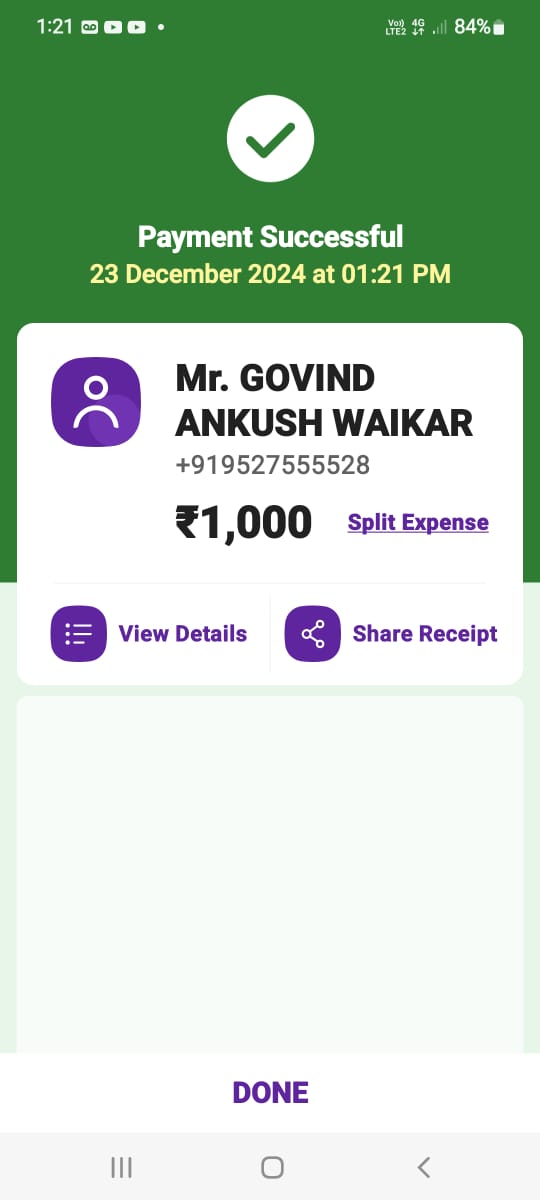 1:21
Vo)) 4G 84%
LTE2
Payment Successful
23 December 2024 at 01:21 PM
Mr. GOVIND
ANKUSH WAIKAR
+919527555528
₹1,000 Split Expense
View Details Share Receipt
DONE